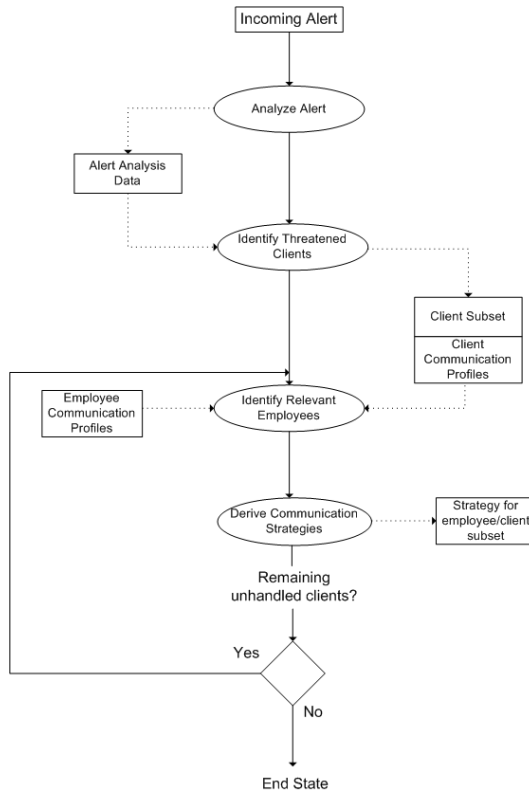 Incoming Alert
Analyze Alert
Alert Analysis
Data
Identify Threatened
Clients
Client Subset
Client
Communication
Profiles
Employee
Communication
Profiles
Identify Relevant
Employees
Derive Communication
Strategies
Strategy for
employee/client
subset
Remaining
unhandled clients?
Yes
No
End State